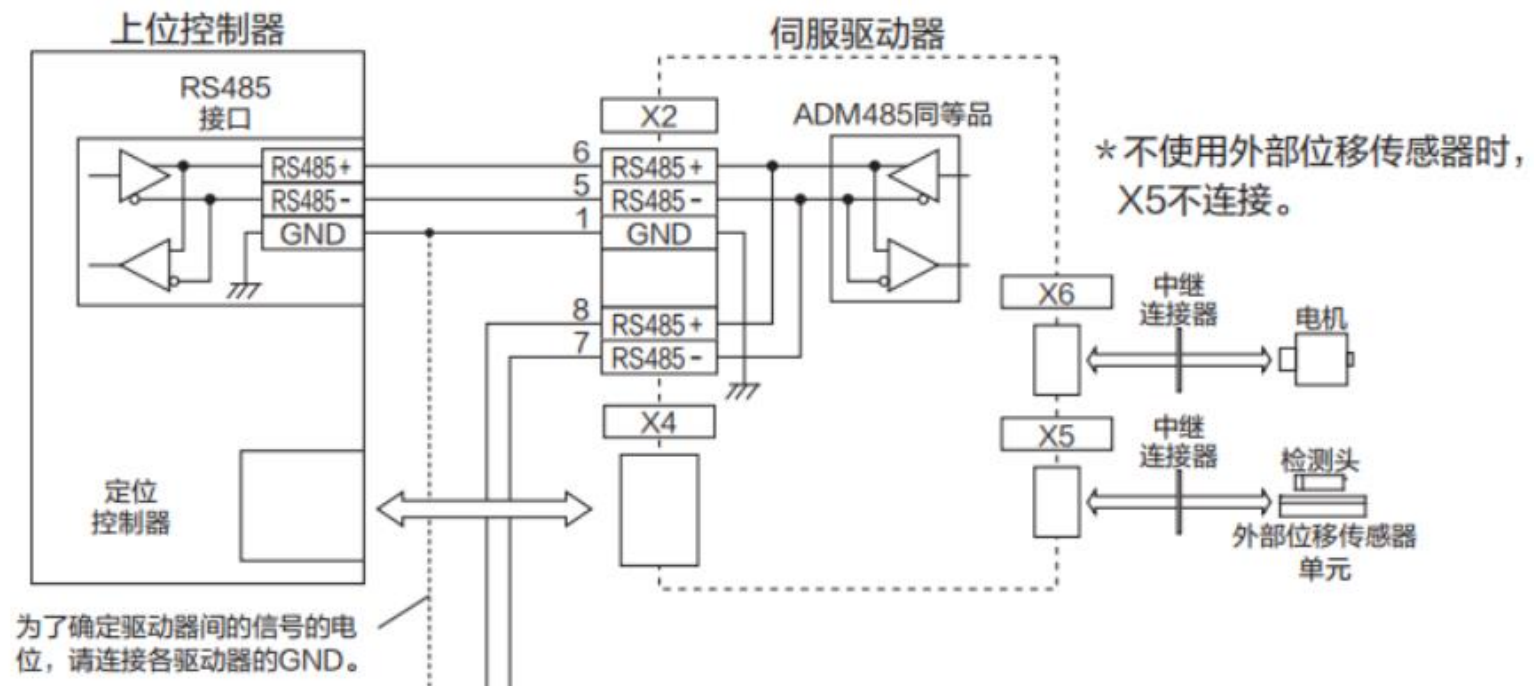 上位控制器
伺服驱动器
RS485
接口
X2
ADM485同等品
RS485+
6
RS485+
RS485-
5
RS485-
GND
1
GND
*不使用外部位移传感器时，
X5不连接。
8
RS485+
7
RS485-
X6
中继
连接器
电机
X4
X5
中继
连接器
检测头
外部位移传感器
单元
定位
控制器
为了确定驱动器间的信号的电
位，请连接各驱动器的GND。